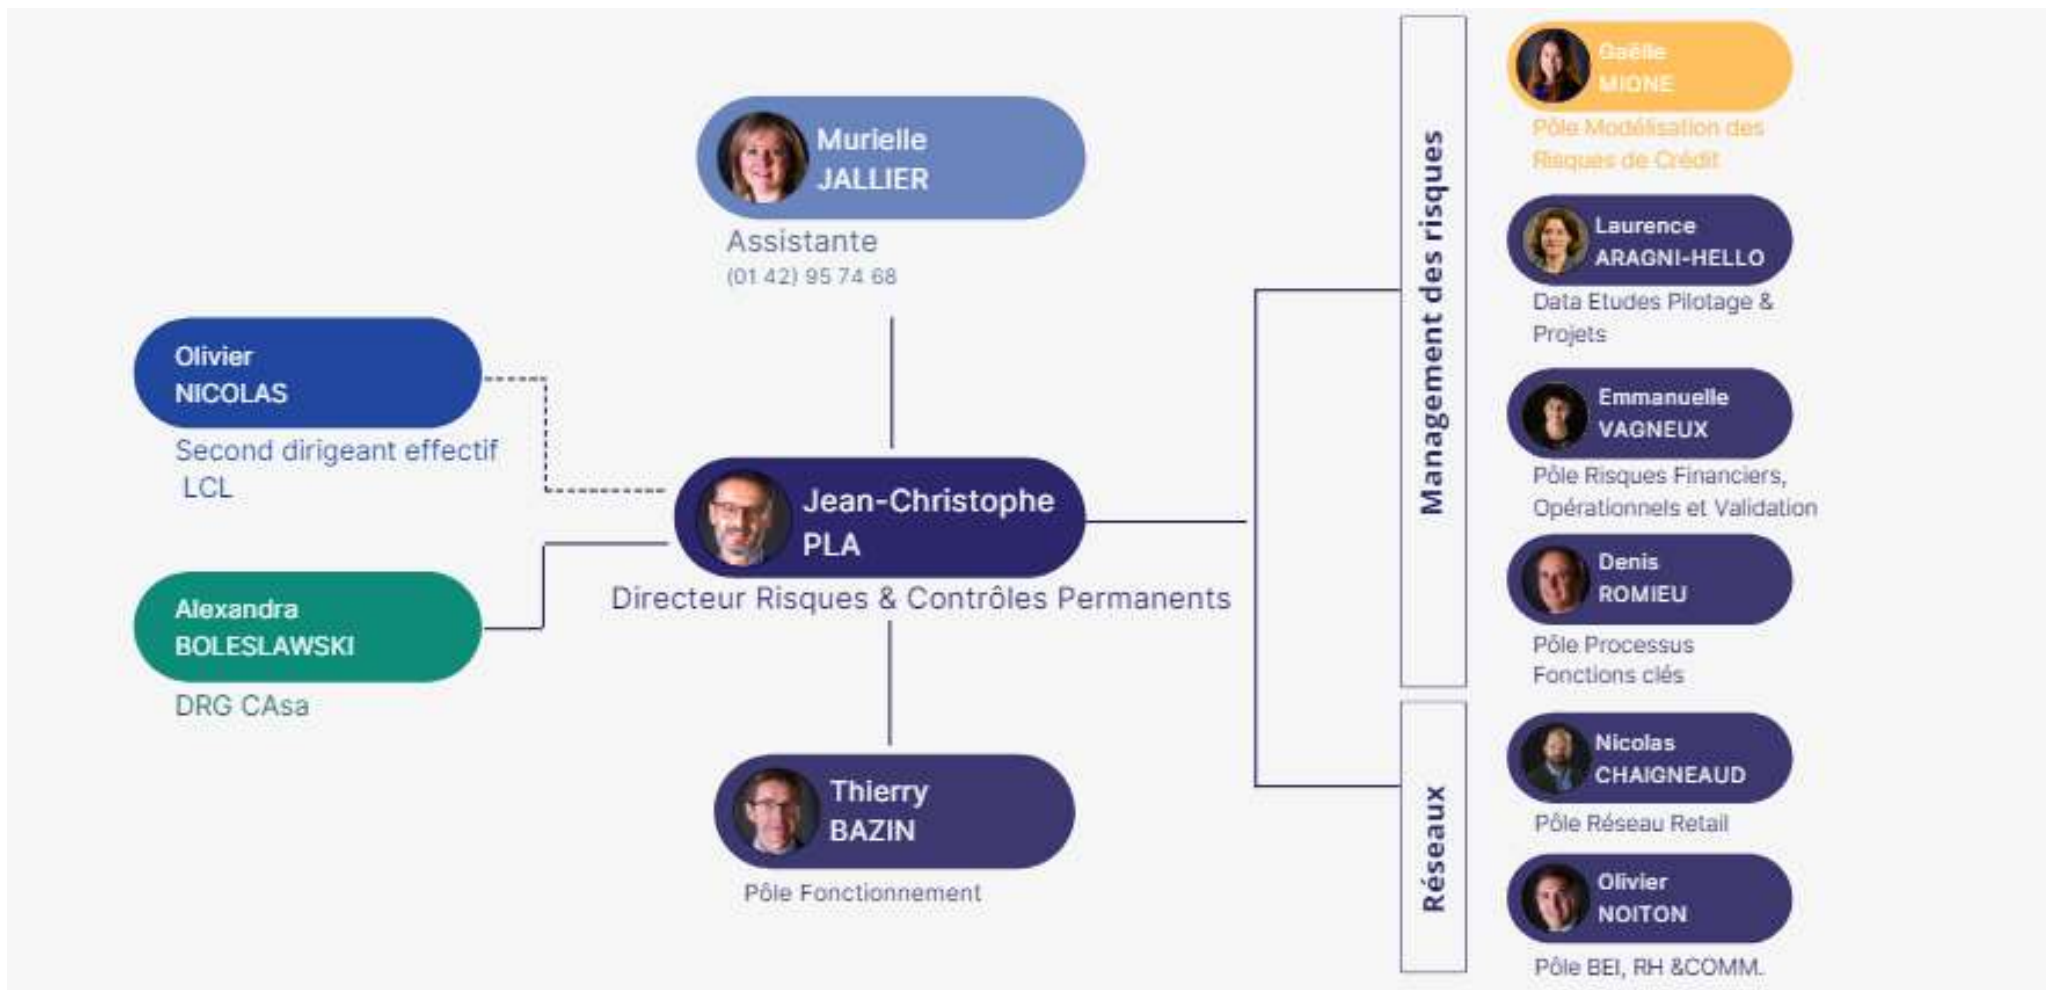 Murielle
JALLIER
Assistante
(01 42) 95 74 68
Olivier
NICOLAS
Second dirigeant effectif
LCL
Alexandra
BOLESLAWSKI
DRG CAsa
Jean-Christophe
PLA
Directeur Risques & Contrôles Permanents
Thierry
BAZIN
Pôle Fonctionnement
Management des risques
Gaëlle
MIONE
Pôle Modélisation des
Risques de Crédit
Laurence
ARAGNI-HELLO
Data Etudes Pilotage &
Projets
Emmanuelle
VAGNEUX
Pôle Risques Financiers,
Opérationnels et Validation
Denis
ROMIEU
Pôle Processus
Fonctions clés
Réseaux
Nicolas
CHAIGNEAUD
Pôle Réseau Retail
Olivier
NOITON
Pôle BEI, RH &COMM.